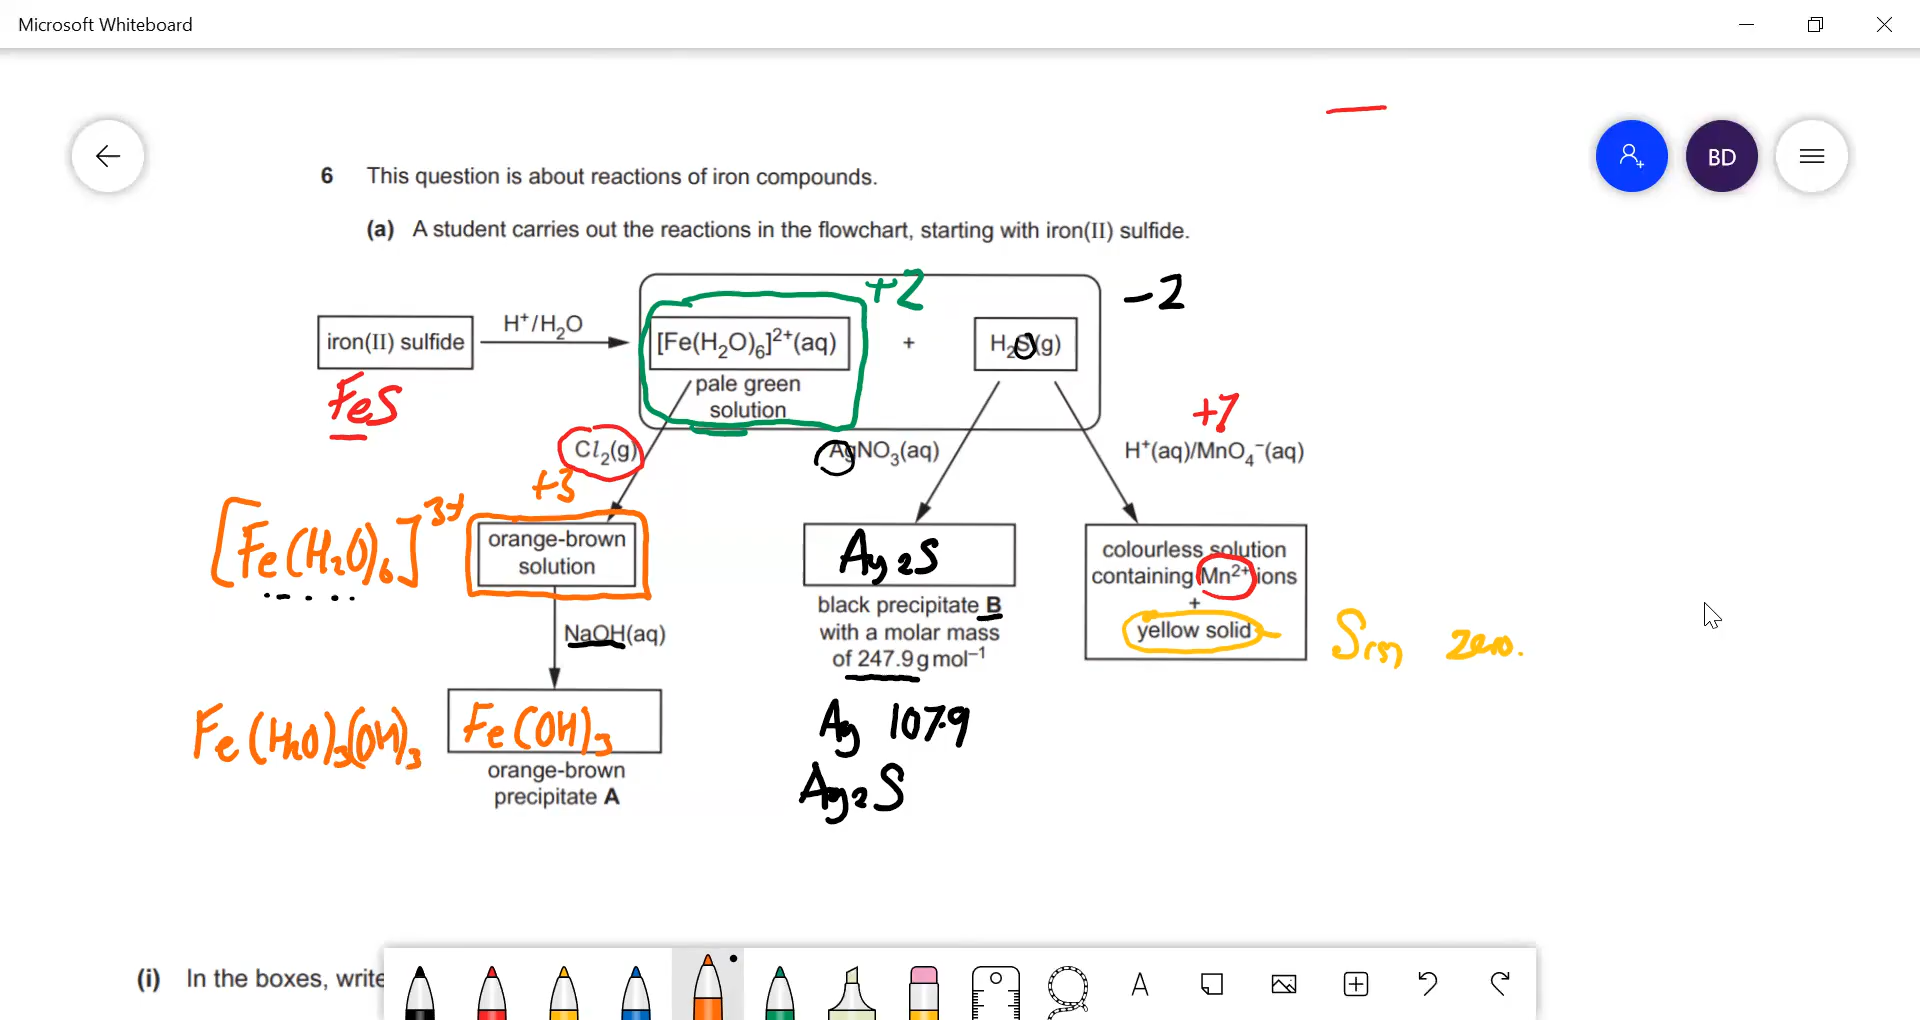 Microsoft Whiteboard
BD
6 This question is about reactions of iron compounds.
(a) A student carries out the reactions in the flowchart, starting with iron(II) sulfide.
+2
−2
iron(II) sulfide
H⁺/H₂O
[Fe(H₂O)₆]²⁺(aq)
+
H₂S(g)
pale green
solution
FeS
+7
Cl₂(g)
AgNO₃(aq)
H⁺(aq)/MnO₄⁻(aq)
+3
[Fe(H₂O)₆]³⁺
orange-brown
solution
Ag₂S
colourless solution
containing Mn²⁺ ions
+
yellow solid
S(s) zero.
black precipitate B
with a molar mass
of 247.9 g mol⁻¹
NaOH(aq)
Ag 107.9
Ag₂S
Fe(H₂O)₃(OH)₃
Fe(OH)₃
orange-brown
precipitate A
(i) In the boxes, write
A